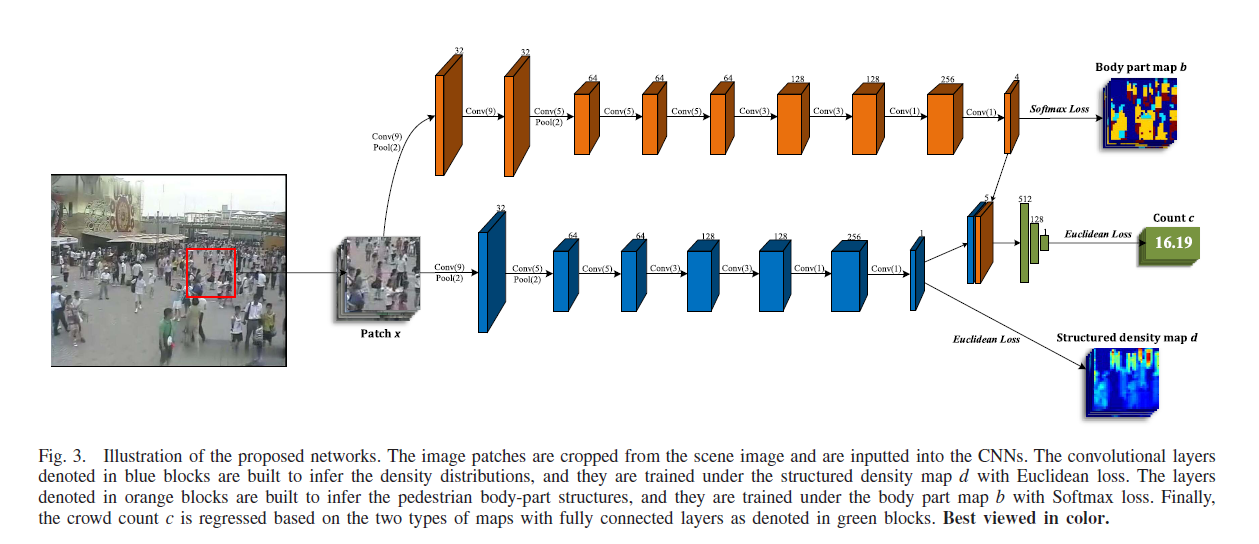 32
32
64
64
64
128
128
256
4
Conv(9)
Conv(5)
Pool(2)
Conv(5)
Conv(5)
Conv(3)
Conv(3)
Conv(1)
Conv(1)
Softmax Loss
Body part map b
Conv(9)
Pool(2)
Patch x
32
64
64
128
128
256
1
Conv(9)
Pool(2)
Conv(5)
Pool(2)
Conv(5)
Conv(3)
Conv(3)
Conv(1)
Conv(1)
5
512
128
1
Euclidean Loss
Count c
16.19
Euclidean Loss
Structured density map d
Fig. 3. Illustration of the proposed networks. The image patches are cropped from the scene image and are inputted into the CNNs. The convolutional layers
denoted in blue blocks are built to infer the density distributions, and they are trained under the structured density map d with Euclidean loss. The layers
denoted in orange blocks are built to infer the pedestrian body-part structures, and they are trained under the body part map b with Softmax loss. Finally,
the crowd count c is regressed based on the two types of maps with fully connected layers as denoted in green blocks. Best viewed in color.